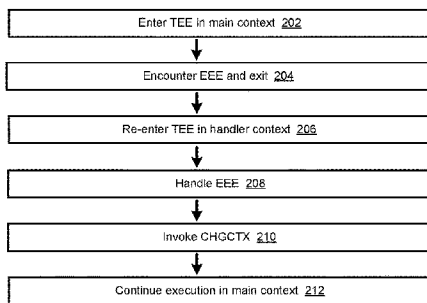 Enter TEE in main context 202
Encounter EEE and exit 204
Re-enter TEE in handler context 206
Handle EEE 208
Invoke CHGCTX 210
Continue execution in main context 212